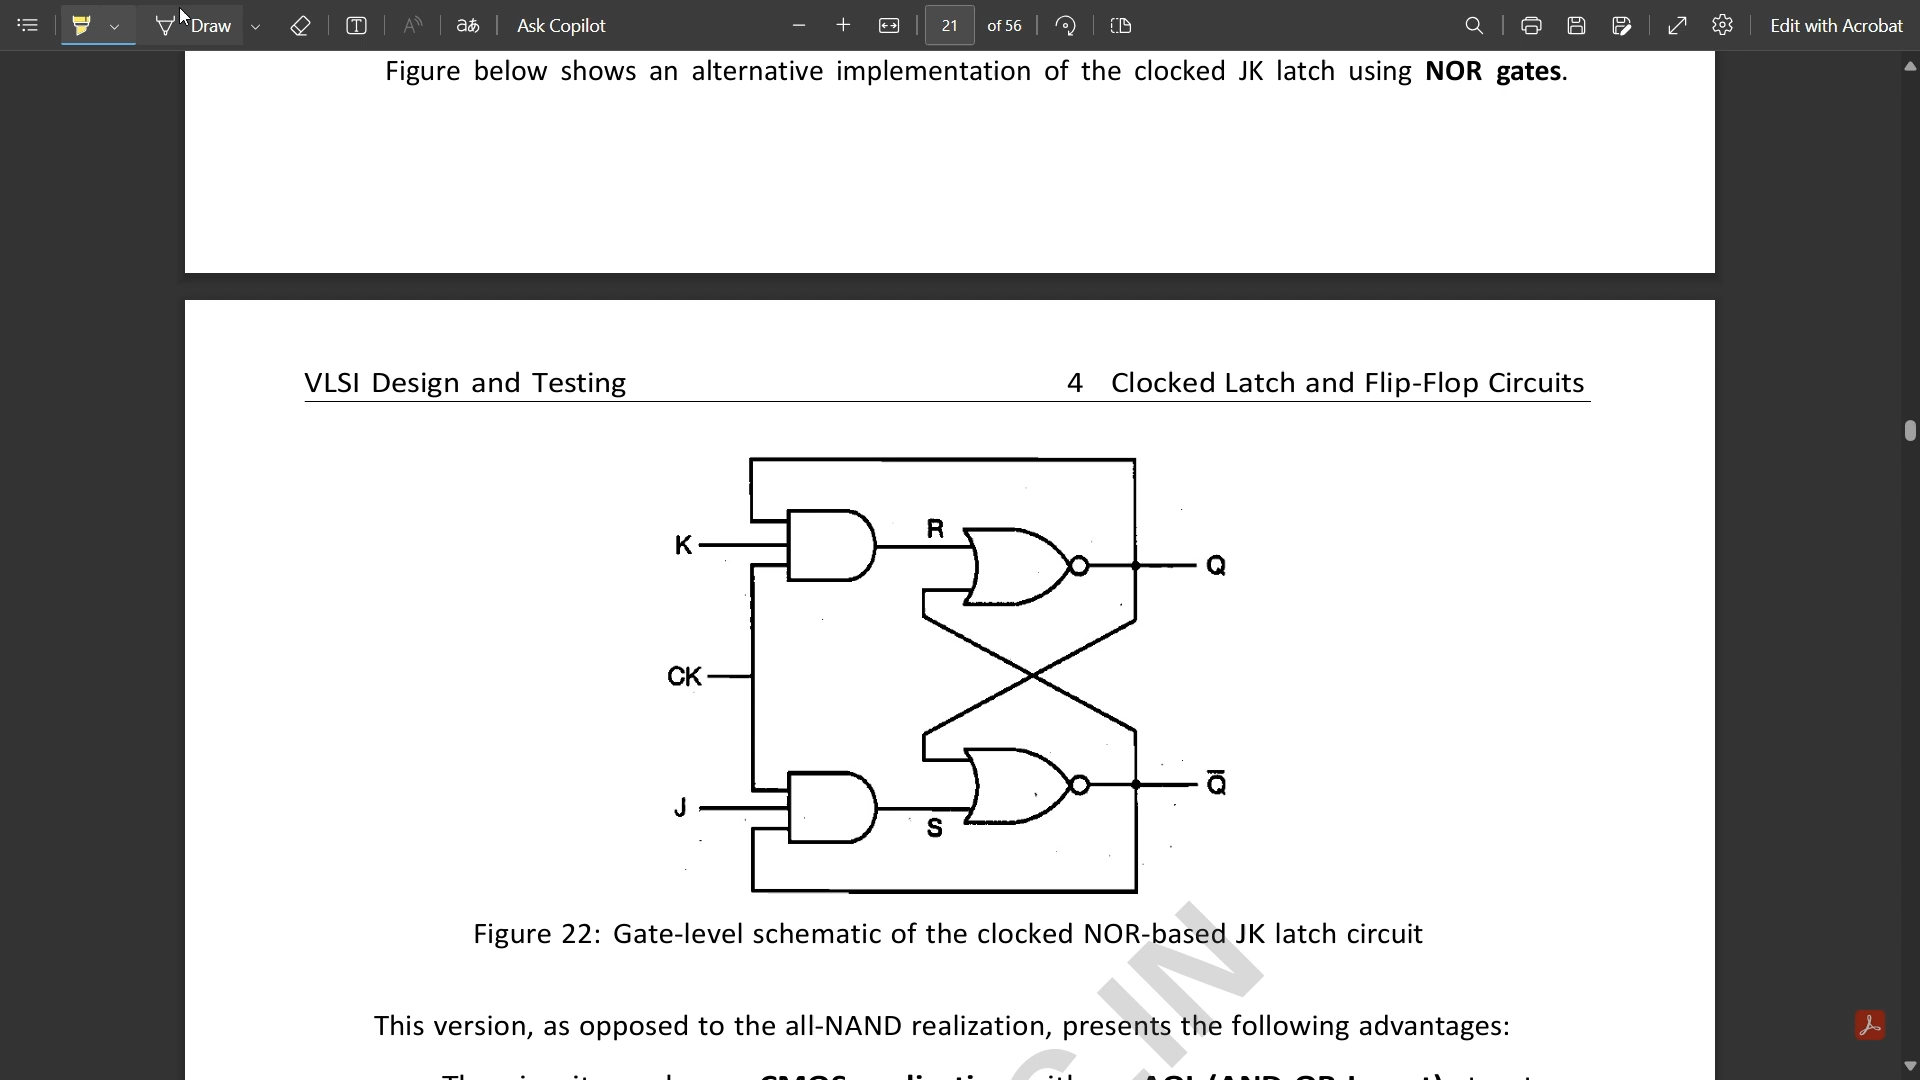 Draw
T
A
aあ
Ask Copilot
21
of 56
Edit with Acrobat
Figure below shows an alternative implementation of the clocked JK latch using NOR gates.
VLSI Design and Testing
4 Clocked Latch and Flip-Flop Circuits
K
R
Q
CK
J
S
Q̅
Figure 22: Gate-level schematic of the clocked NOR-based JK latch circuit
This version, as opposed to the all-NAND realization, presents the following advantages: